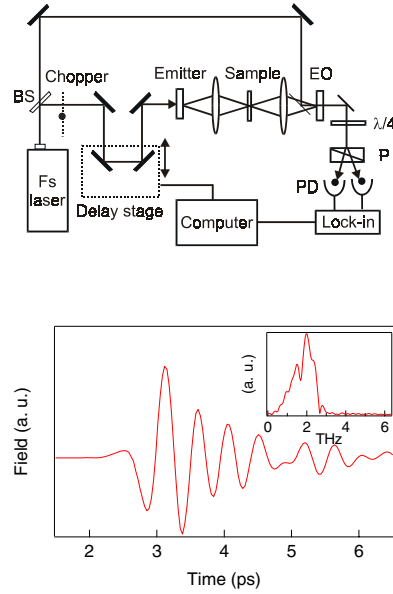 BS
Chopper
Emitter
Sample
EO
λ/4
P
PD
Fs
laser
Delay stage
Computer
Lock-in
Field (a. u.)
(a. u.)
0 2 4 6
THz
2 3 4 5 6
Time (ps)